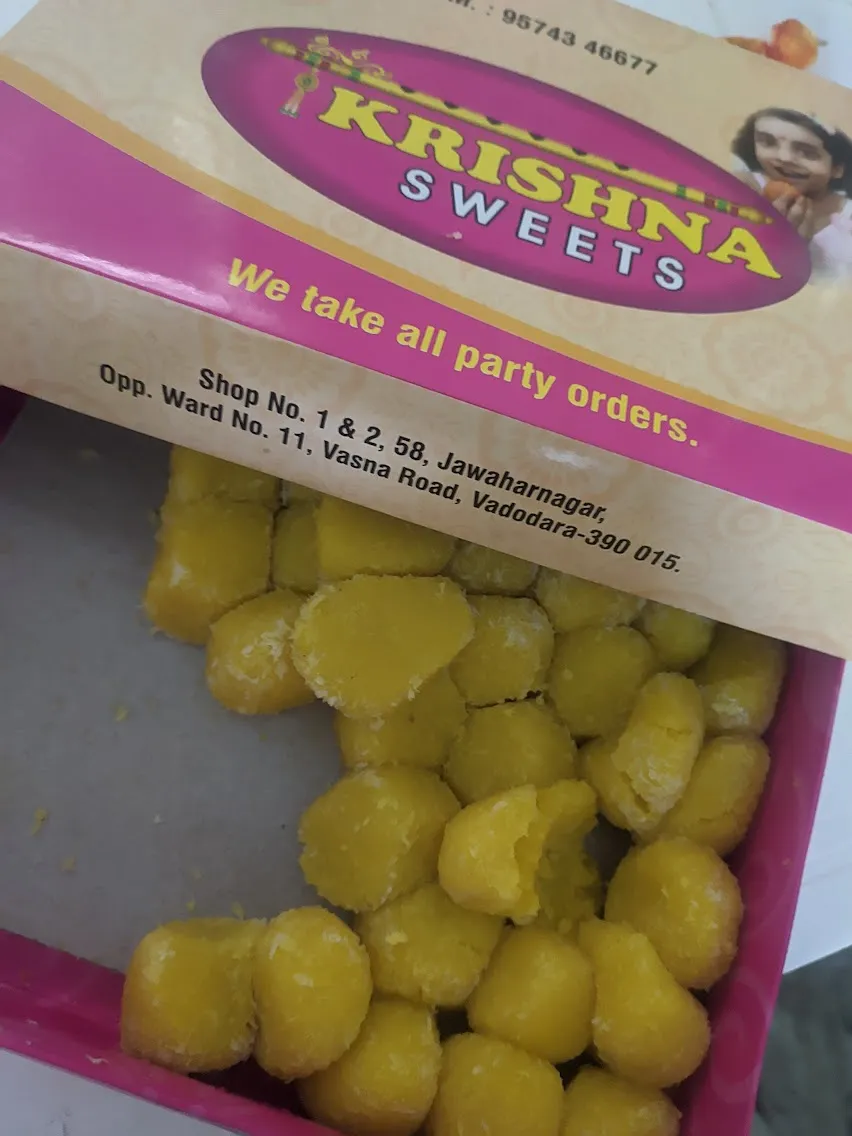 M. : 95743 46677
KRISHNA
SWEETS
We take all party orders.
Shop No. 1 & 2, 58, Jawaharnagar,
Opp. Ward No. 11, Vasna Road, Vadodara-390 015.